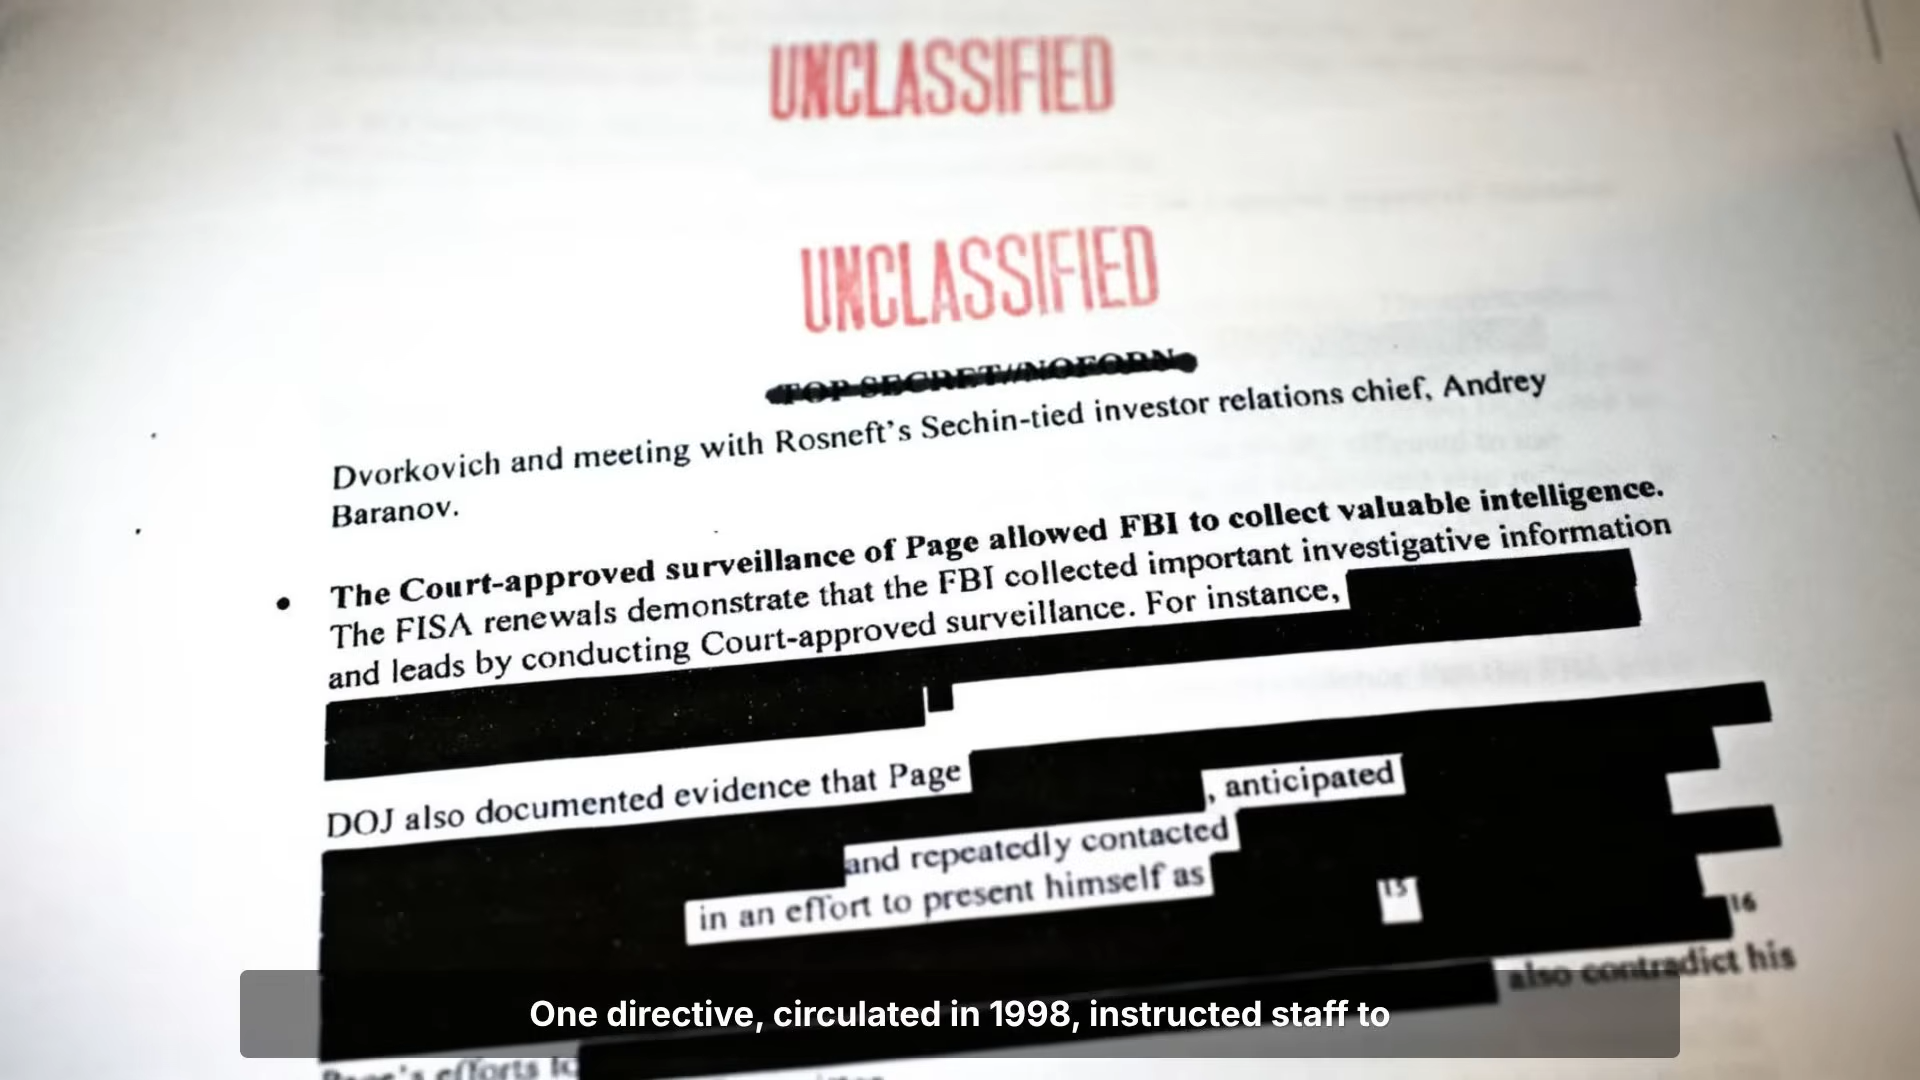 UNCLASSIFIED
UNCLASSIFIED
TOP SECRET//NOFORN
Dvorkovich and meeting with Rosneft's Sechin-tied investor relations chief, Andrey
Baranov.
• The Court-approved surveillance of Page allowed FBI to collect valuable intelligence.
The FISA renewals demonstrate that the FBI collected important investigative information
and leads by conducting Court-approved surveillance. For instance,
DOJ also documented evidence that Page
, anticipated
and repeatedly contacted
in an effort to present himself as
15
16
also contradict his
Page's efforts to
One directive, circulated in 1998, instructed staff to